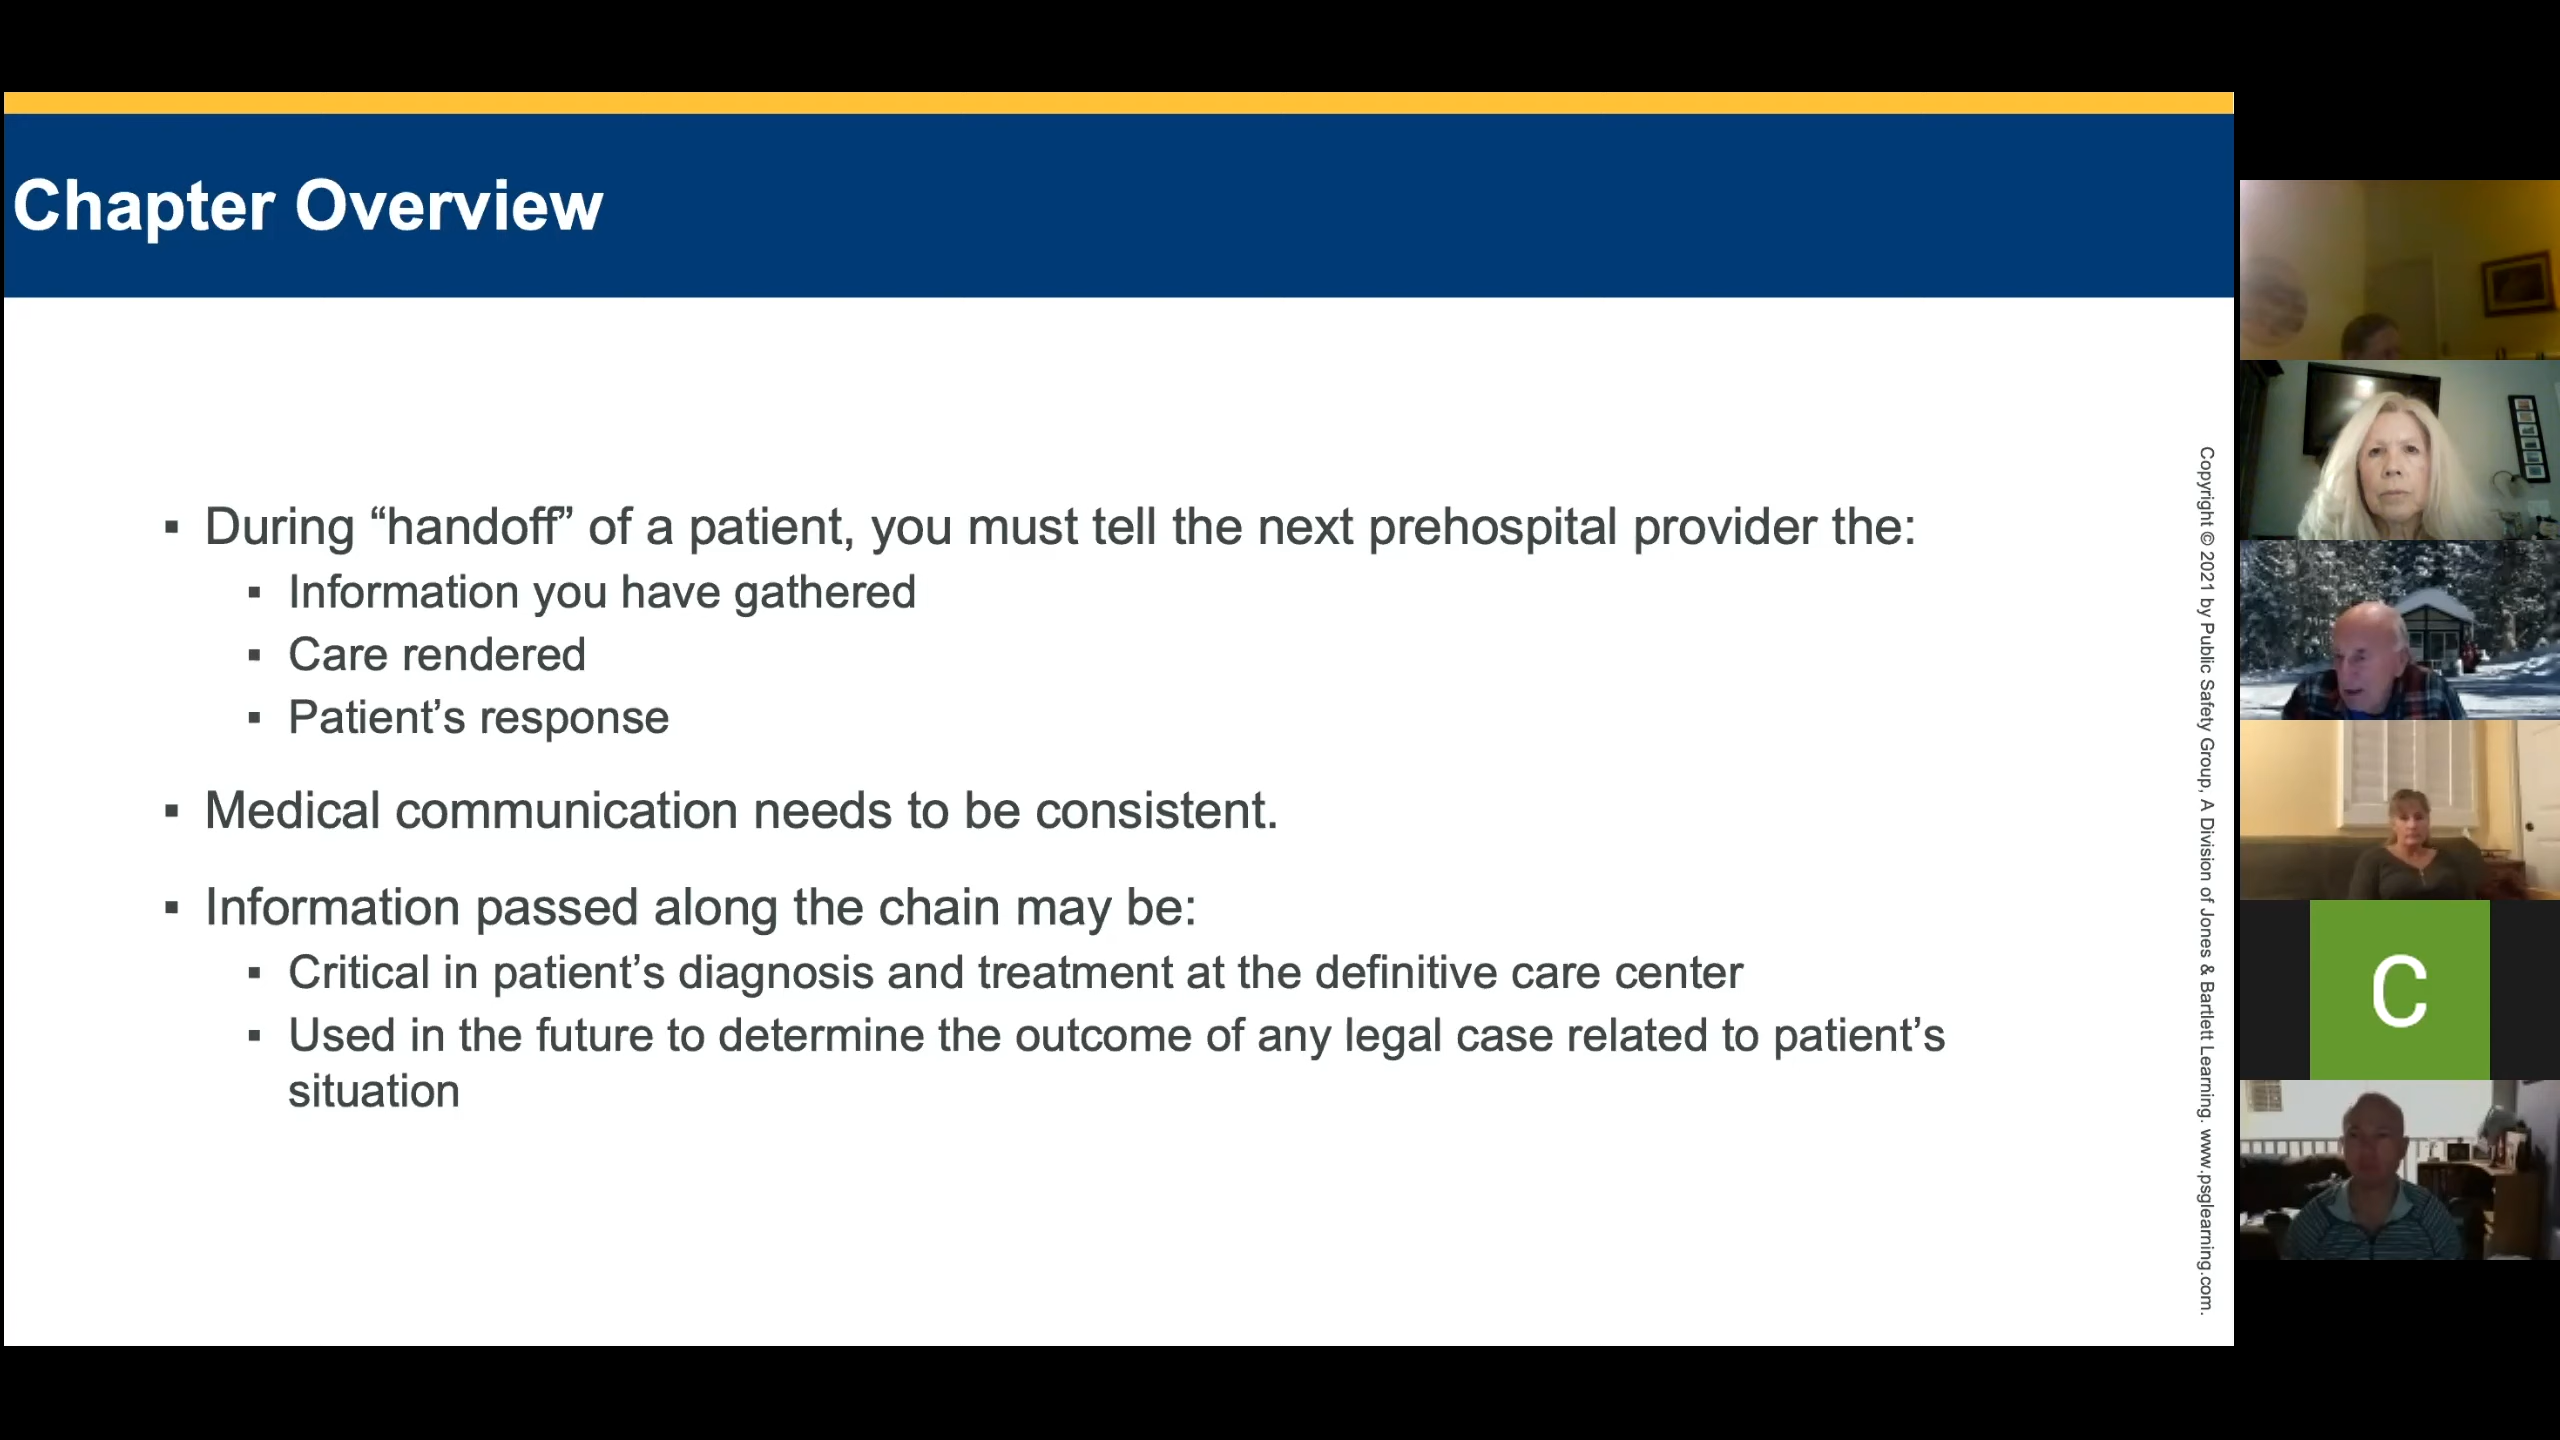 Chapter Overview
▪ During “handoff” of a patient, you must tell the next prehospital provider the:
▪ Information you have gathered
▪ Care rendered
▪ Patient’s response
▪ Medical communication needs to be consistent.
▪ Information passed along the chain may be:
▪ Critical in patient’s diagnosis and treatment at the definitive care center
▪ Used in the future to determine the outcome of any legal case related to patient’s
situation
Copyright © 2021 by Public Safety Group, A Division of Jones & Bartlett Learning. www.psglearning.com.
C